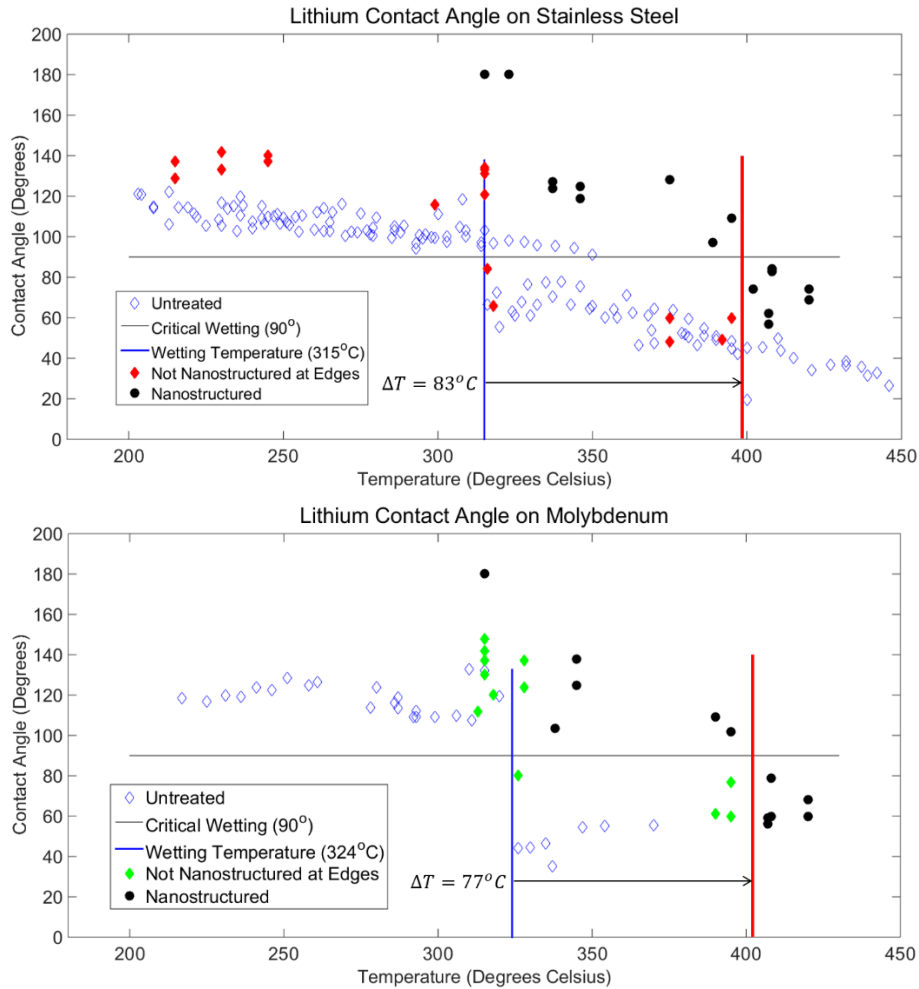 Lithium Contact Angle on Stainless Steel
200
180
160
140
120
100
80
60
40
20
0
Contact Angle (Degrees)
Untreated
Critical Wetting (90°)
Wetting Temperature (315°C)
Not Nanostructured at Edges
Nanostructured
ΔT = 83°C
200 250 300 350 400 450
Temperature (Degrees Celsius)
Lithium Contact Angle on Molybdenum
200
180
160
140
120
100
80
60
40
20
0
Contact Angle (Degrees)
Untreated
Critical Wetting (90°)
Wetting Temperature (324°C)
Not Nanostructured at Edges
Nanostructured
ΔT = 77°C
200 250 300 350 400 450
Temperature (Degrees Celsius)